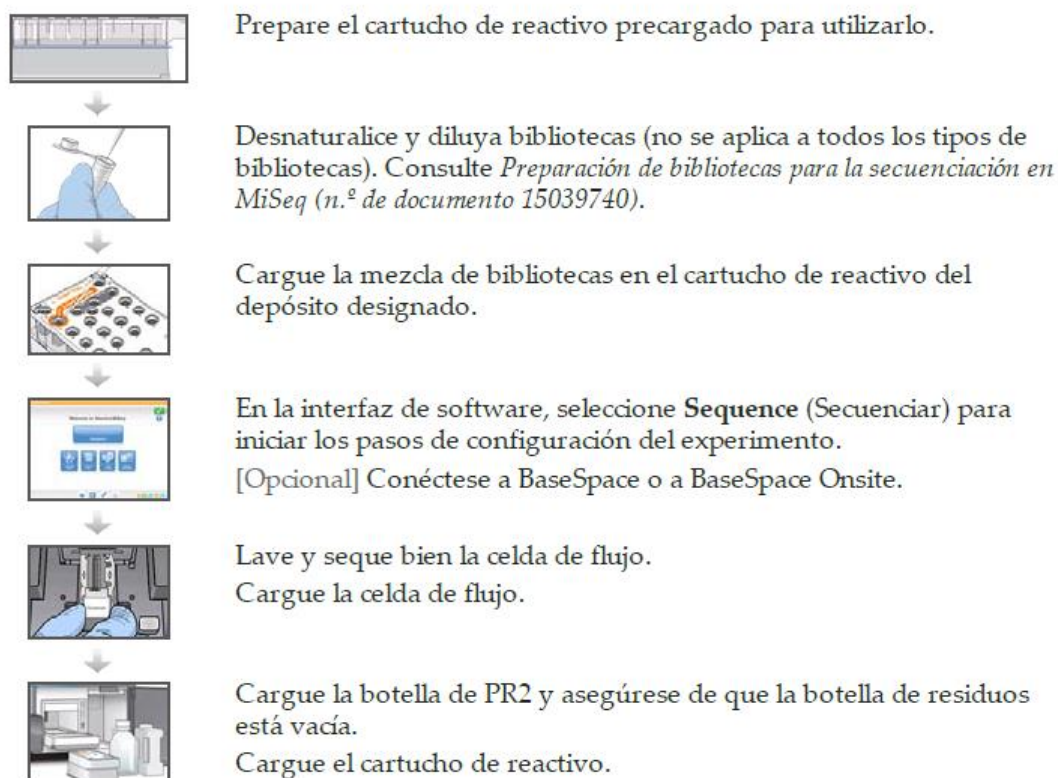 Prepare el cartucho de reactivo precargado para utilizarlo.
Desnaturalice y diluya bibliotecas (no se aplica a todos los tipos de
bibliotecas). Consulte Preparación de bibliotecas para la secuenciación en
MiSeq (n.º de documento 15039740).
Cargue la mezcla de bibliotecas en el cartucho de reactivo del
depósito designado.
En la interfaz de software, seleccione Sequence (Secuenciar) para
iniciar los pasos de configuración del experimento.
[Opcional] Conéctese a BaseSpace o a BaseSpace Onsite.
Lave y seque bien la celda de flujo.
Cargue la celda de flujo.
Cargue la botella de PR2 y asegúrese de que la botella de residuos
está vacía.
Cargue el cartucho de reactivo.